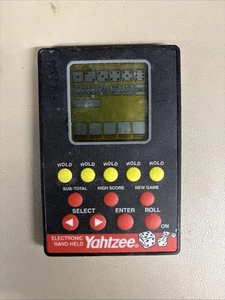 HOLD HOLD HOLD HOLD HOLD
SUB-TOTAL HIGH SCORE NEW GAME
SELECT ENTER ROLL
ON
ELECTRONIC
HAND-HELD Yahtzee®